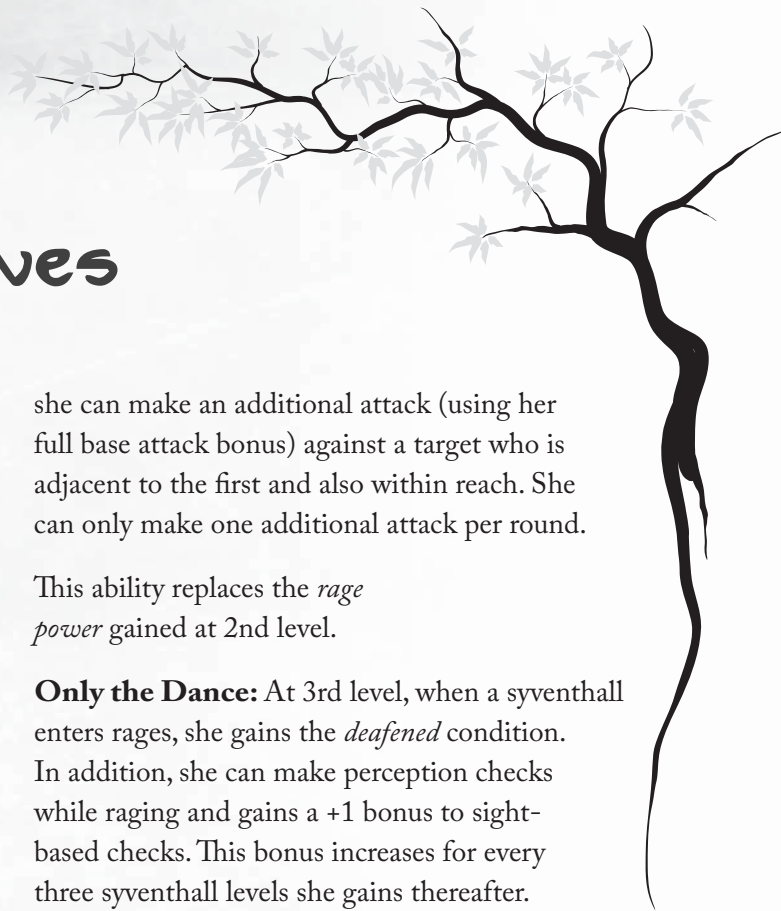 ves
she can make an additional attack (using her
full base attack bonus) against a target who is
adjacent to the first and also within reach. She
can only make one additional attack per round.
This ability replaces the rage
power gained at 2nd level.
Only the Dance: At 3rd level, when a syventhall
enters rages, she gains the deafened condition.
In addition, she can make perception checks
while raging and gains a +1 bonus to sight-
based checks. This bonus increases for every
three syventhall levels she gains thereafter.